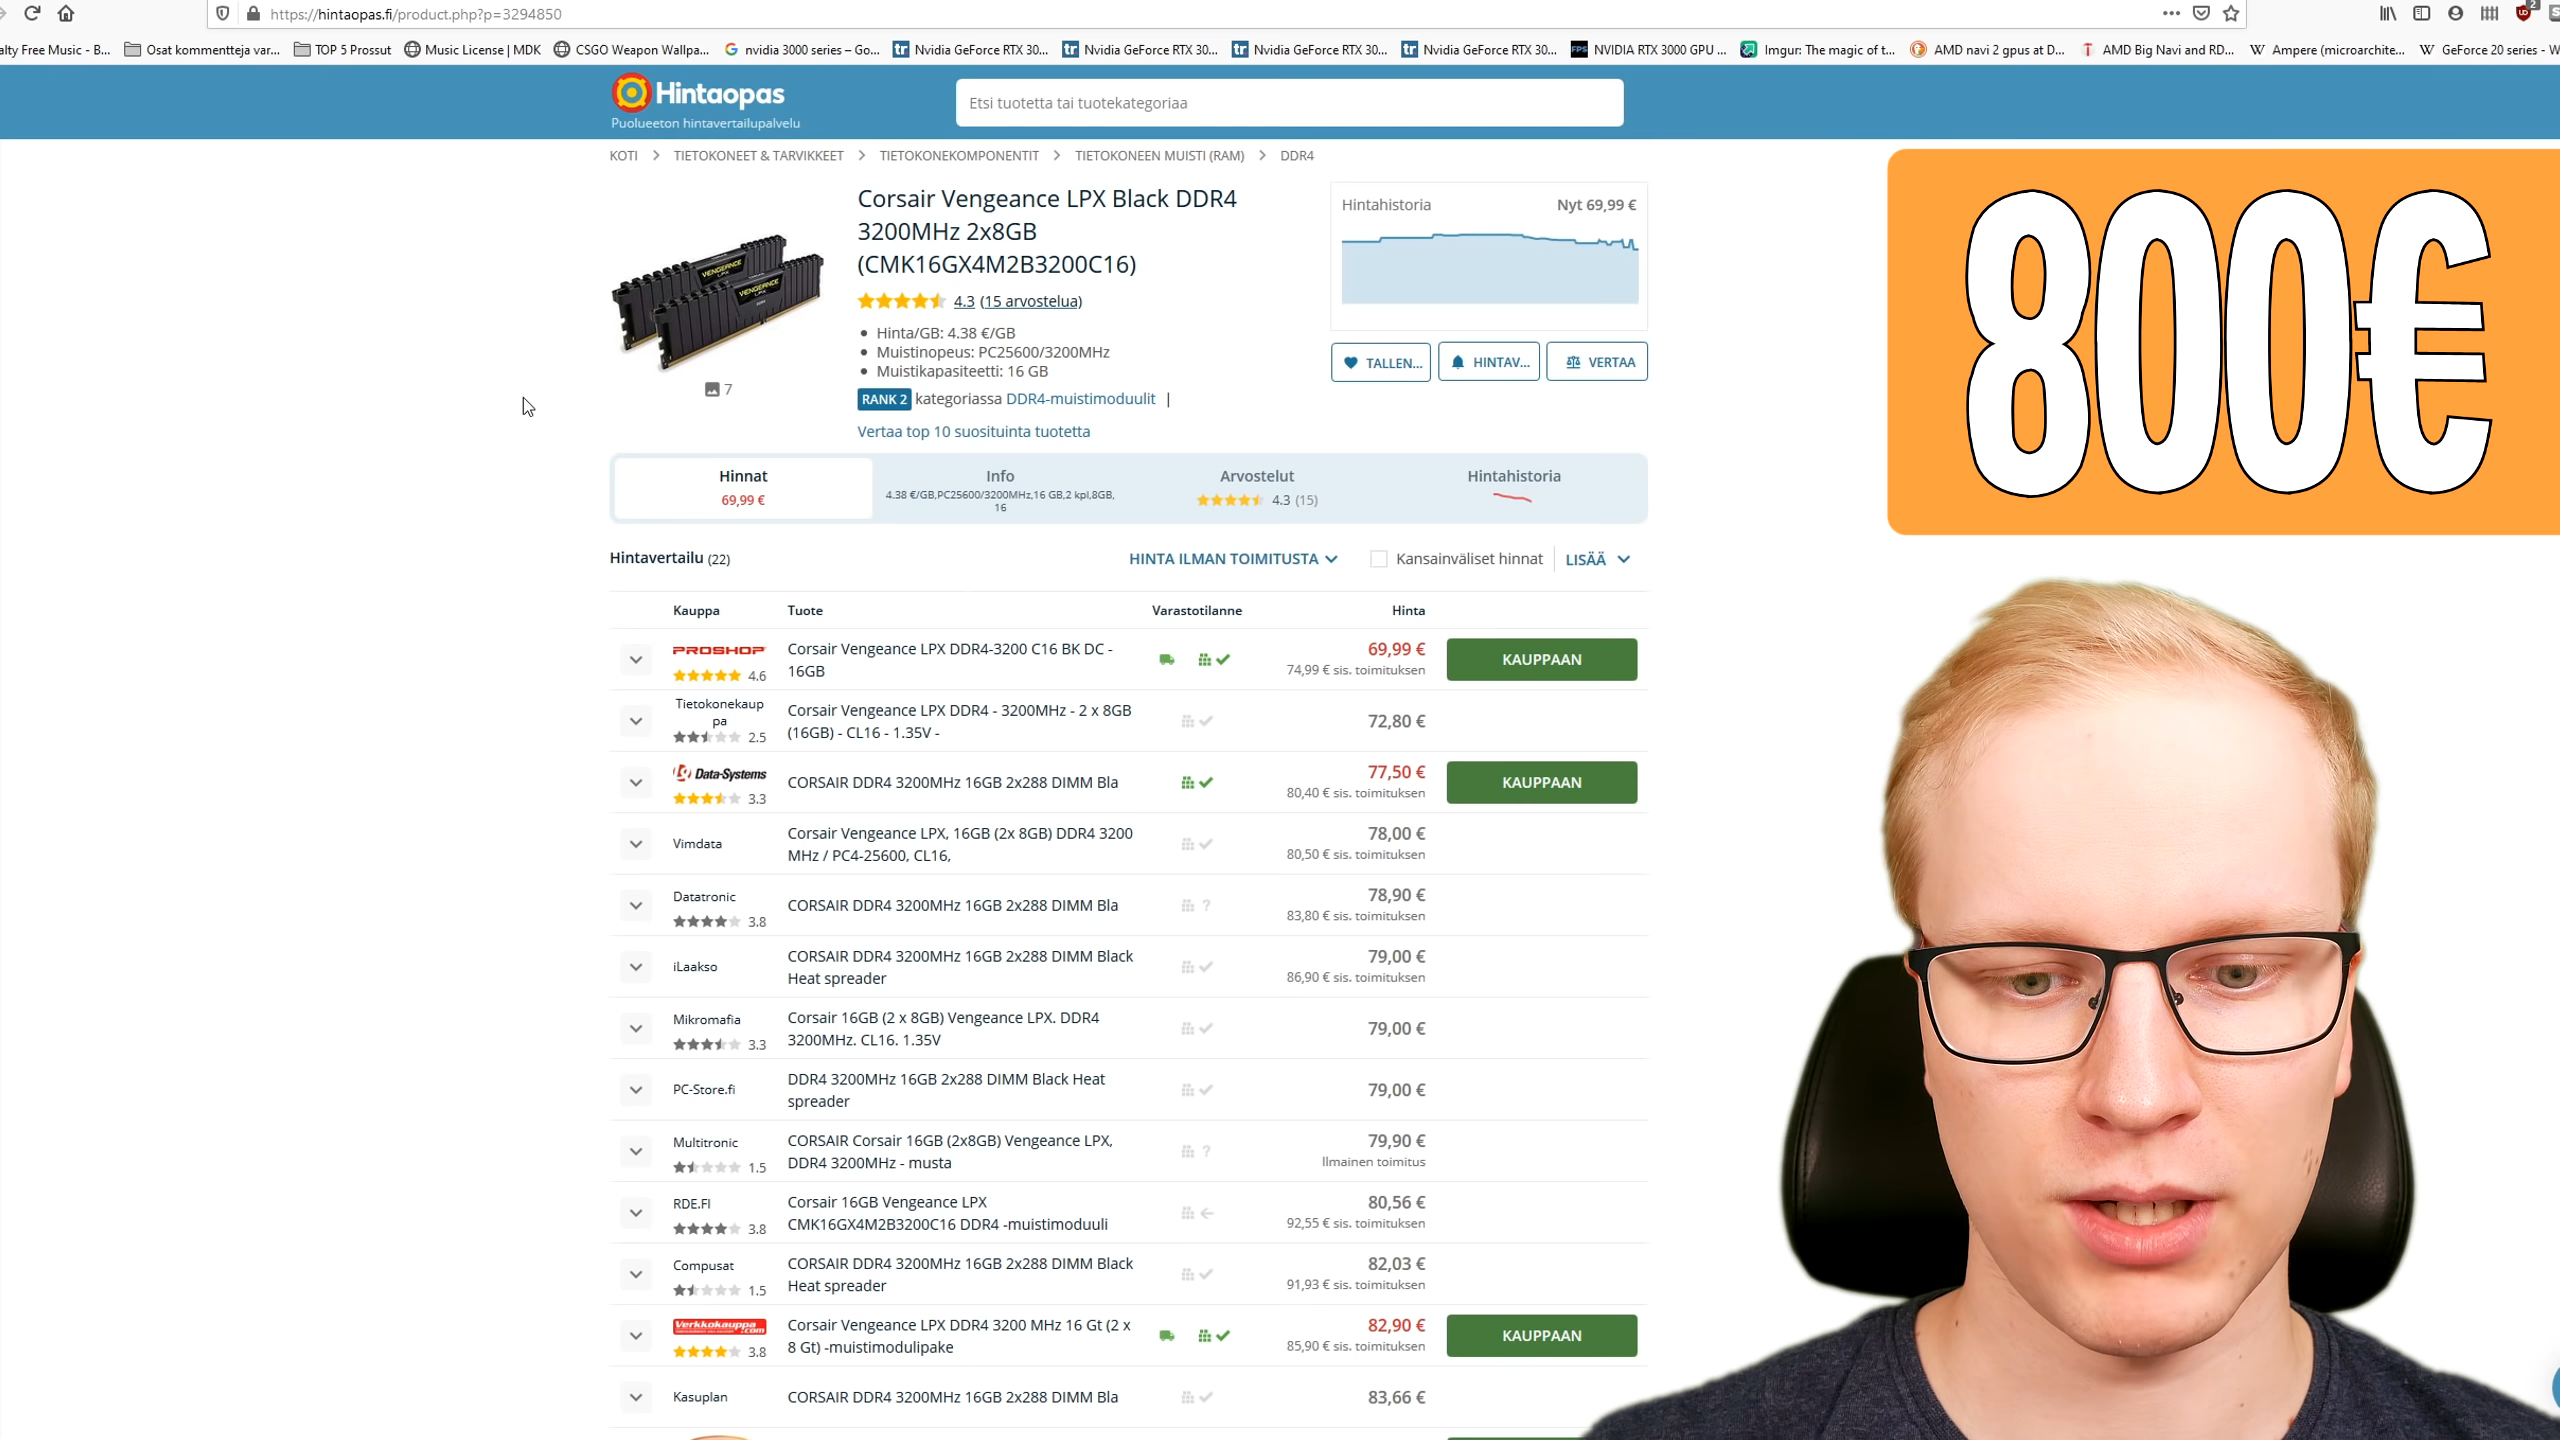 https://hintaopas.fi/product.php?p=3294850
alty Free Music - B...
Osat kommentteja var...
TOP 5 Prossut
Music License | MDK
CSGO Weapon Wallpa...
nvidia 3000 series – Go...
Nvidia GeForce RTX 30...
Nvidia GeForce RTX 30...
Nvidia GeForce RTX 30...
Nvidia GeForce RTX 30...
NVIDIA RTX 3000 GPU ...
Imgur: The magic of t...
AMD navi 2 gpus at D...
AMD Big Navi and RD...
Ampere (microarchite...
GeForce 20 series - W
Hintaopas
Puolueeton hintavertailupalvelu
Etsi tuotetta tai tuotekategoriaa
KOTI > TIETOKONEET & TARVIKKEET > TIETOKONEKOMPONENTIT > TIETOKONEEN MUISTI (RAM) > DDR4
800€
Corsair Vengeance LPX Black DDR4
3200MHz 2x8GB
(CMK16GX4M2B3200C16)
4.3 (15 arvostelua)
• Hinta/GB: 4.38 €/GB
• Muistinopeus: PC25600/3200MHz
• Muistikapasiteetti: 16 GB
RANK 2 kategoriassa DDR4-muistimoduulit |
Vertaa top 10 suosituinta tuotetta
VENGEANCE
VENGEANCE
7
Hintahistoria Nyt 69,99 €
TALLEN...
HINTAV...
VERTAA
Hinnat
69,99 €
Info
4.38 €/GB,PC25600/3200MHz,16 GB,2 kpl,8GB,
16
Arvostelut
4.3 (15)
Hintahistoria
Hintavertailu (22)
HINTA ILMAN TOIMITUSTA
Kansainväliset hinnat
LISÄÄ
Kauppa Tuote Varastotilanne Hinta
PROSHOP
4.6
Corsair Vengeance LPX DDR4-3200 C16 BK DC -
16GB
69,99 €
74,99 € sis. toimituksen
KAUPPAAN
Tietokonekaup
pa
2.5
Corsair Vengeance LPX DDR4 - 3200MHz - 2 x 8GB
(16GB) - CL16 - 1.35V -
72,80 €
Data-Systems
3.3
CORSAIR DDR4 3200MHz 16GB 2x288 DIMM Bla
77,50 €
80,40 € sis. toimituksen
KAUPPAAN
Vimdata
Corsair Vengeance LPX, 16GB (2x 8GB) DDR4 3200
MHz / PC4-25600, CL16,
78,00 €
80,50 € sis. toimituksen
Datatronic
3.8
CORSAIR DDR4 3200MHz 16GB 2x288 DIMM Bla
?
78,90 €
83,80 € sis. toimituksen
iLaakso
CORSAIR DDR4 3200MHz 16GB 2x288 DIMM Black
Heat spreader
79,00 €
86,90 € sis. toimituksen
Mikromafia
3.3
Corsair 16GB (2 x 8GB) Vengeance LPX. DDR4
3200MHz. CL16. 1.35V
79,00 €
PC-Store.fi
DDR4 3200MHz 16GB 2x288 DIMM Black Heat
spreader
79,00 €
Multitronic
1.5
CORSAIR Corsair 16GB (2x8GB) Vengeance LPX,
DDR4 3200MHz - musta
?
79,90 €
Ilmainen toimitus
RDE.FI
3.8
Corsair 16GB Vengeance LPX
CMK16GX4M2B3200C16 DDR4 -muistimoduuli
80,56 €
92,55 € sis. toimituksen
Compusat
1.5
CORSAIR DDR4 3200MHz 16GB 2x288 DIMM Black
Heat spreader
82,03 €
91,93 € sis. toimituksen
Verkkokauppa
.com
3.8
Corsair Vengeance LPX DDR4 3200 MHz 16 Gt (2 x
8 Gt) -muistimodulipake
82,90 €
85,90 € sis. toimituksen
KAUPPAAN
Kasuplan
CORSAIR DDR4 3200MHz 16GB 2x288 DIMM Bla
83,66 €